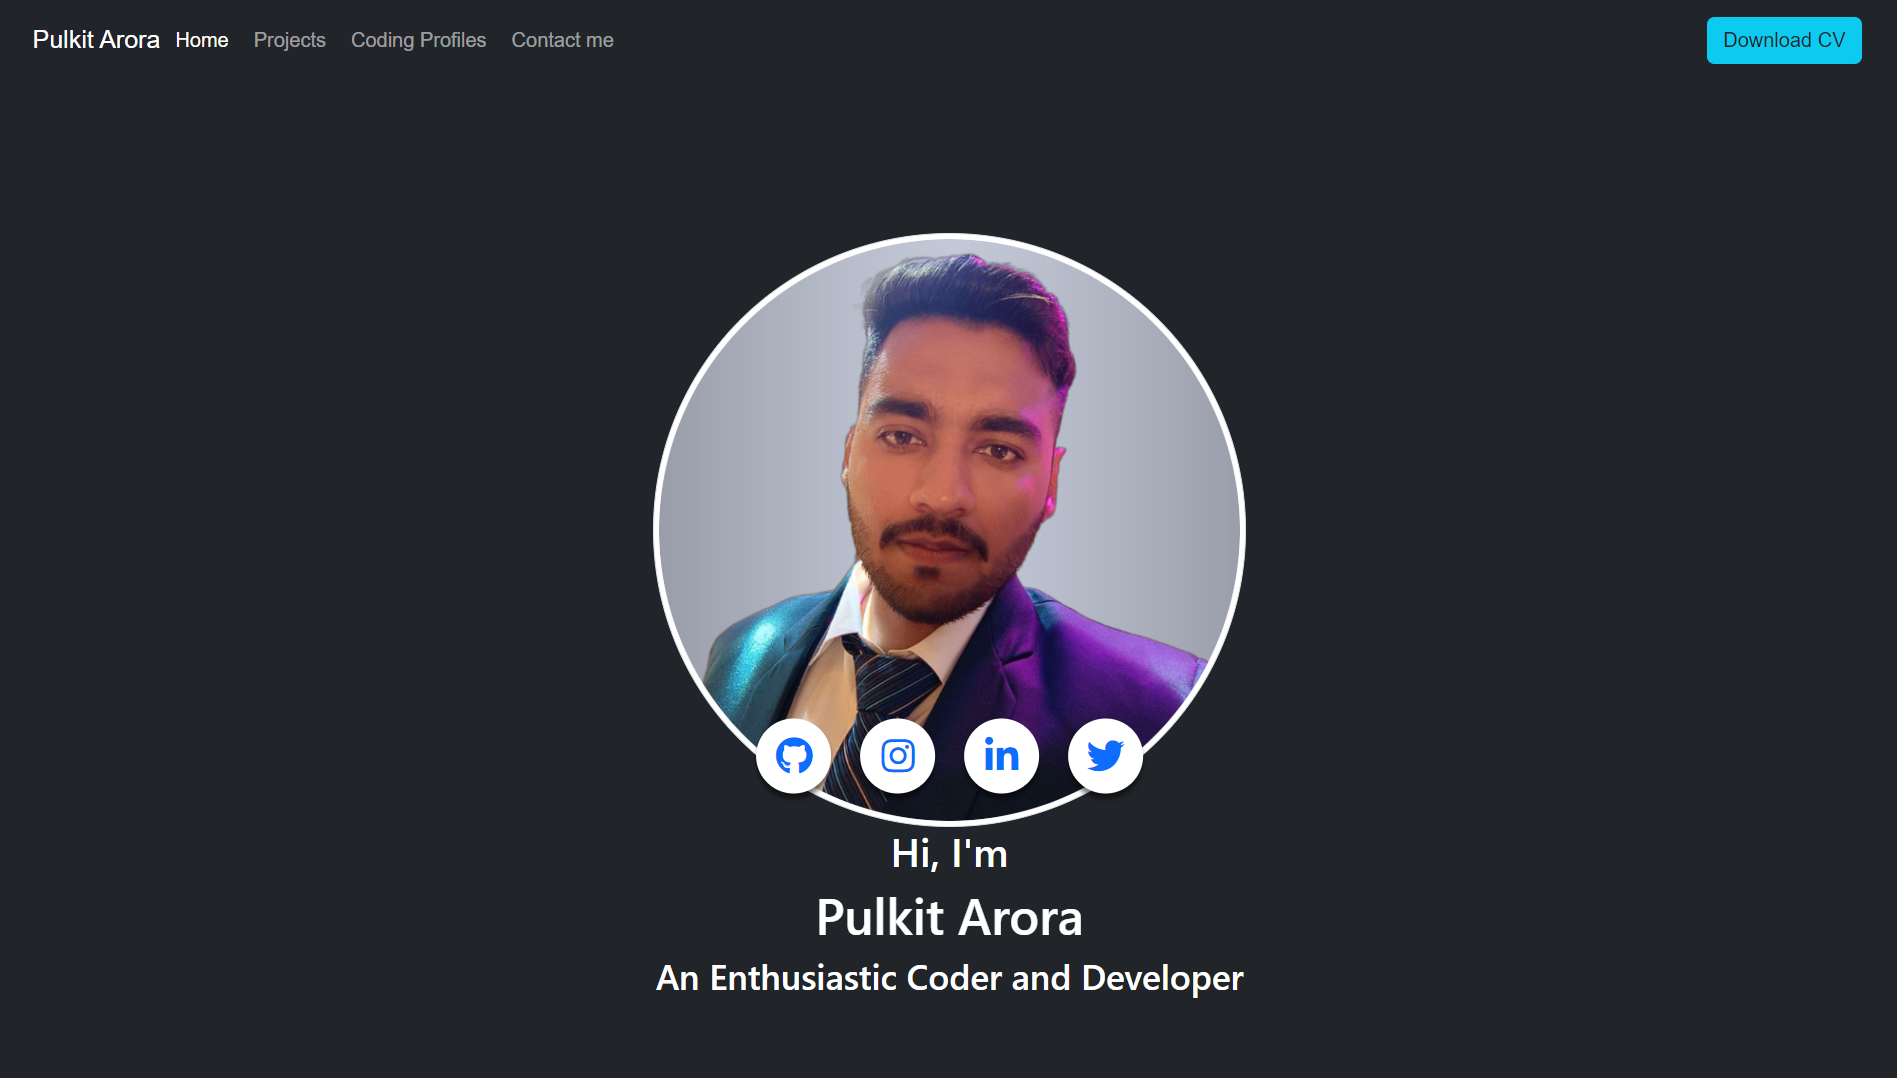 Pulkit Arora Home Projects Coding Profiles Contact me Download CV
in
Hi, I'm
Pulkit Arora
An Enthusiastic Coder and Developer